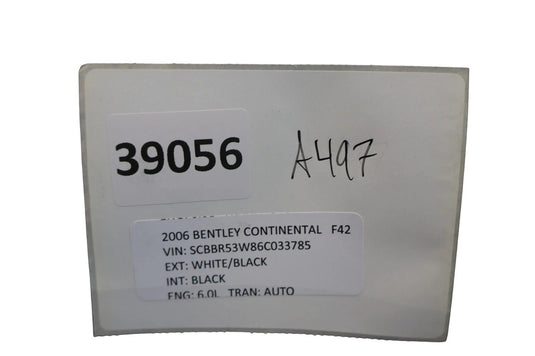 39056
A497
2006 BENTLEY CONTINENTAL F42
VIN: SCBBR53W86C033785
EXT: WHITE/BLACK
INT: BLACK
ENG: 6.0L TRAN: AUTO